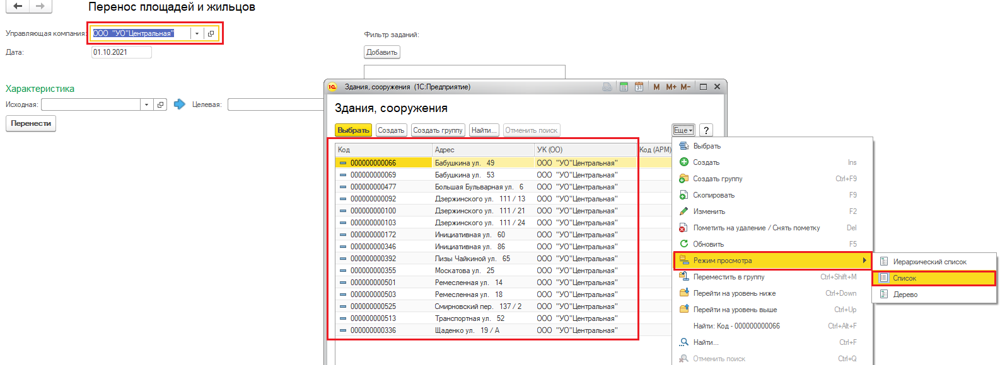 Перенос площадей и жильцов
Управляющая компания: ООО "УО"Центральная"
Фильтр заданий:
Дата: 01.10.2021
Добавить
Характеристика
Исходная:
Целевая:
Перенести
1С Здания, сооружения (1С:Предприятие) 31 M M+ M-
Здания, сооружения
Выбрать Создать Создать группу Найти... Отменить поиск Еще ?
Код Адрес УК (ОО) Код (АРМ)
000000000066 Бабушкина ул. 49 ООО "УО"Центральная"
000000000069 Бабушкина ул. 53 ООО "УО"Центральная"
000000000477 Большая Бульварная ул. 6 ООО "УО"Центральная"
000000000092 Дзержинского ул. 111 / 13 ООО "УО"Центральная"
000000000100 Дзержинского ул. 111 / 21 ООО "УО"Центральная"
000000000103 Дзержинского ул. 111 / 24 ООО "УО"Центральная"
000000000172 Инициативная ул. 60 ООО "УО"Центральная"
000000000346 Инициативная ул. 86 ООО "УО"Центральная"
000000000392 Лизы Чайкиной ул. 65 ООО "УО"Центральная"
000000000355 Москатова ул. 25 ООО "УО"Центральная"
000000000501 Ремесленная ул. 14 ООО "УО"Центральная"
000000000503 Ремесленная ул. 18 ООО "УО"Центральная"
000000000525 Смирновский пер. 137 / 2 ООО "УО"Центральная"
000000000513 Транспортная ул. 52 ООО "УО"Центральная"
000000000336 Щаденко ул. 19 / А ООО "УО"Центральная"
Выбрать
Создать Ins
Создать группу Ctrl+F9
Скопировать F9
Изменить F2
Пометить на удаление / Снять пометку Del
Обновить F5
Режим просмотра
Переместить в группу Ctrl+Shift+M
Перейти на уровень ниже Ctrl+Down
Перейти на уровень выше Ctrl+Up
Найти: Код - 000000000066 Ctrl+Alt+F
Найти... Ctrl+F
Отменить поиск Ctrl+Q
Иерархический список
Список
Дерево